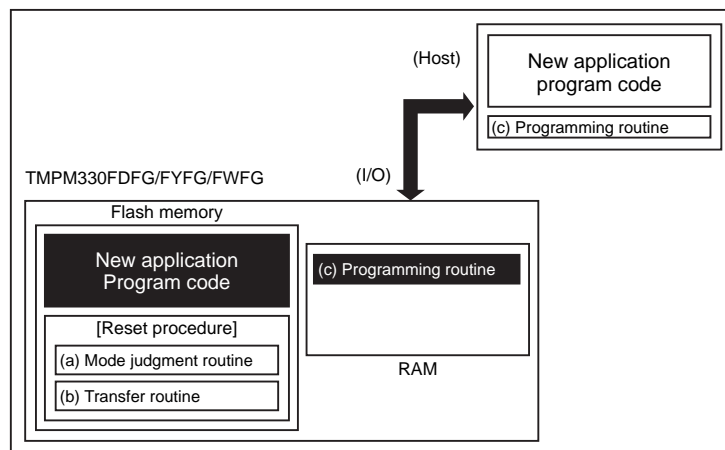 (Host)
New application
program code
(c) Programming routine
(I/O)
TMPM330FDFG/FYFG/FWFG
Flash memory
New application
Program code
[Reset procedure]
(a) Mode judgment routine
(b) Transfer routine
(c) Programming routine
RAM